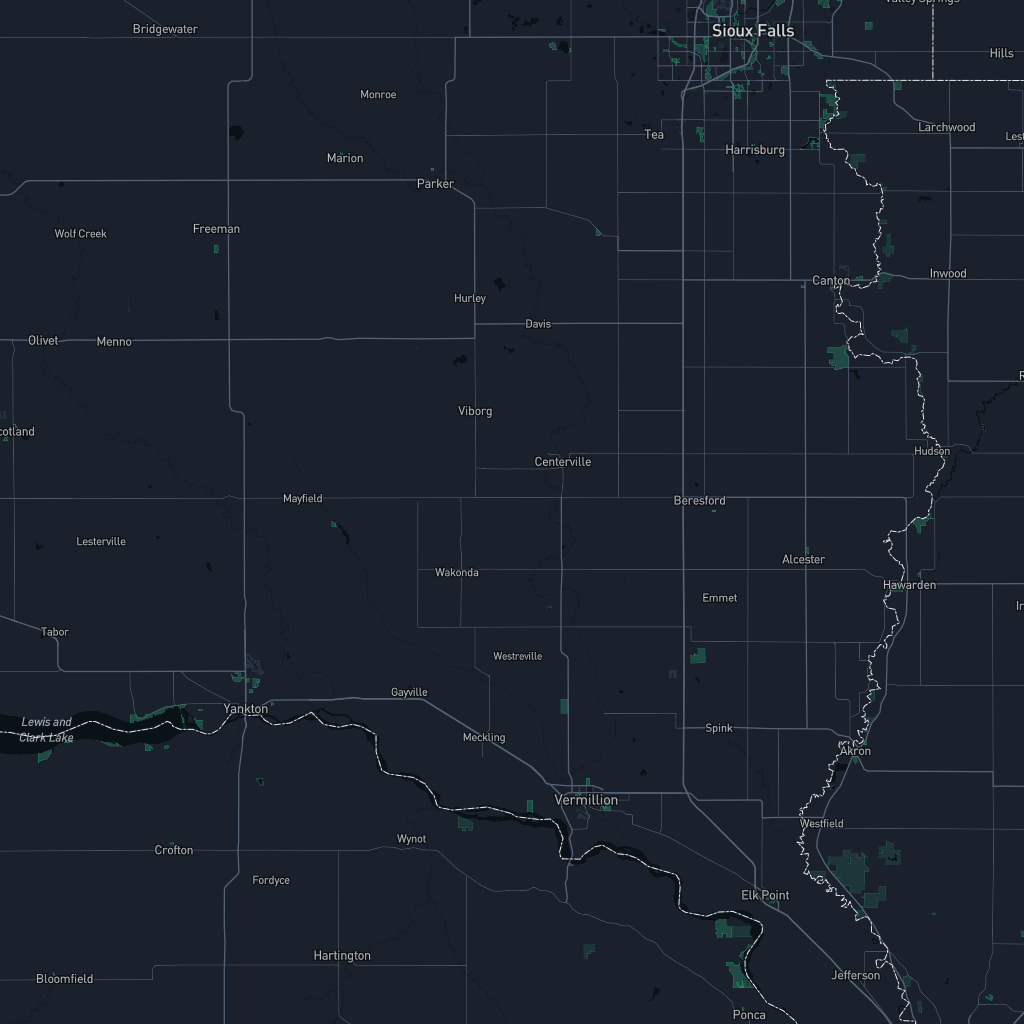 Valley Springs
Bridgewater
Sioux Falls
Hills
Monroe
Larchwood
Tea
Harrisburg
Marion
Parker
Freeman
Wolf Creek
Inwood
Canton
Hurley
Davis
Olivet
Menno
Viborg
Hudson
Centerville
Mayfield
Beresford
Lesterville
Alcester
Wakonda
Hawarden
Emmet
Tabor
Westreville
Gayville
Yankton
Lewis and
Clark Lake
Spink
Meckling
Akron
Vermillion
Westfield
Wynot
Crofton
Fordyce
Elk Point
Hartington
Jefferson
Bloomfield
Ponca